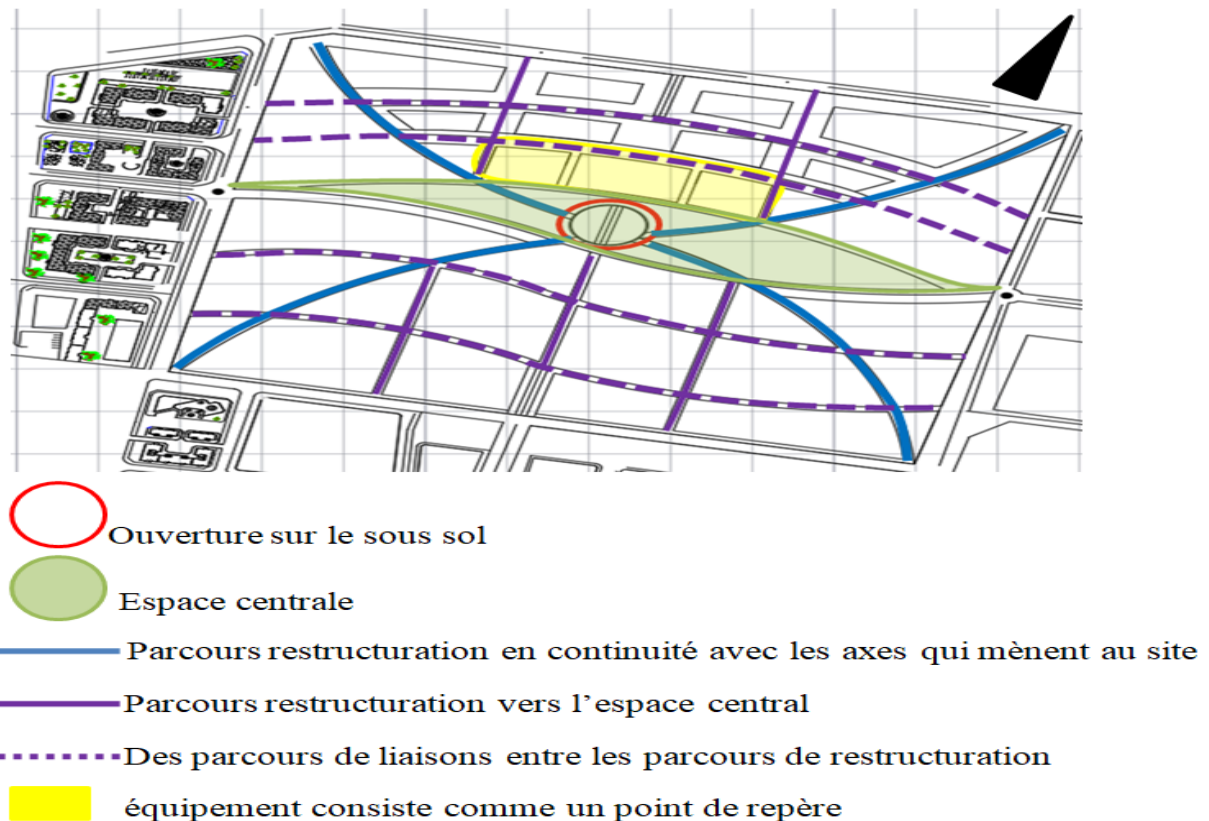 Ouverture sur le sous sol
Espace centrale
Parcours restructuration en continuité avec les axes qui mènent au site
Parcours restructuration vers l’espace central
Des parcours de liaisons entre les parcours de restructuration
équipement consiste comme un point de repère